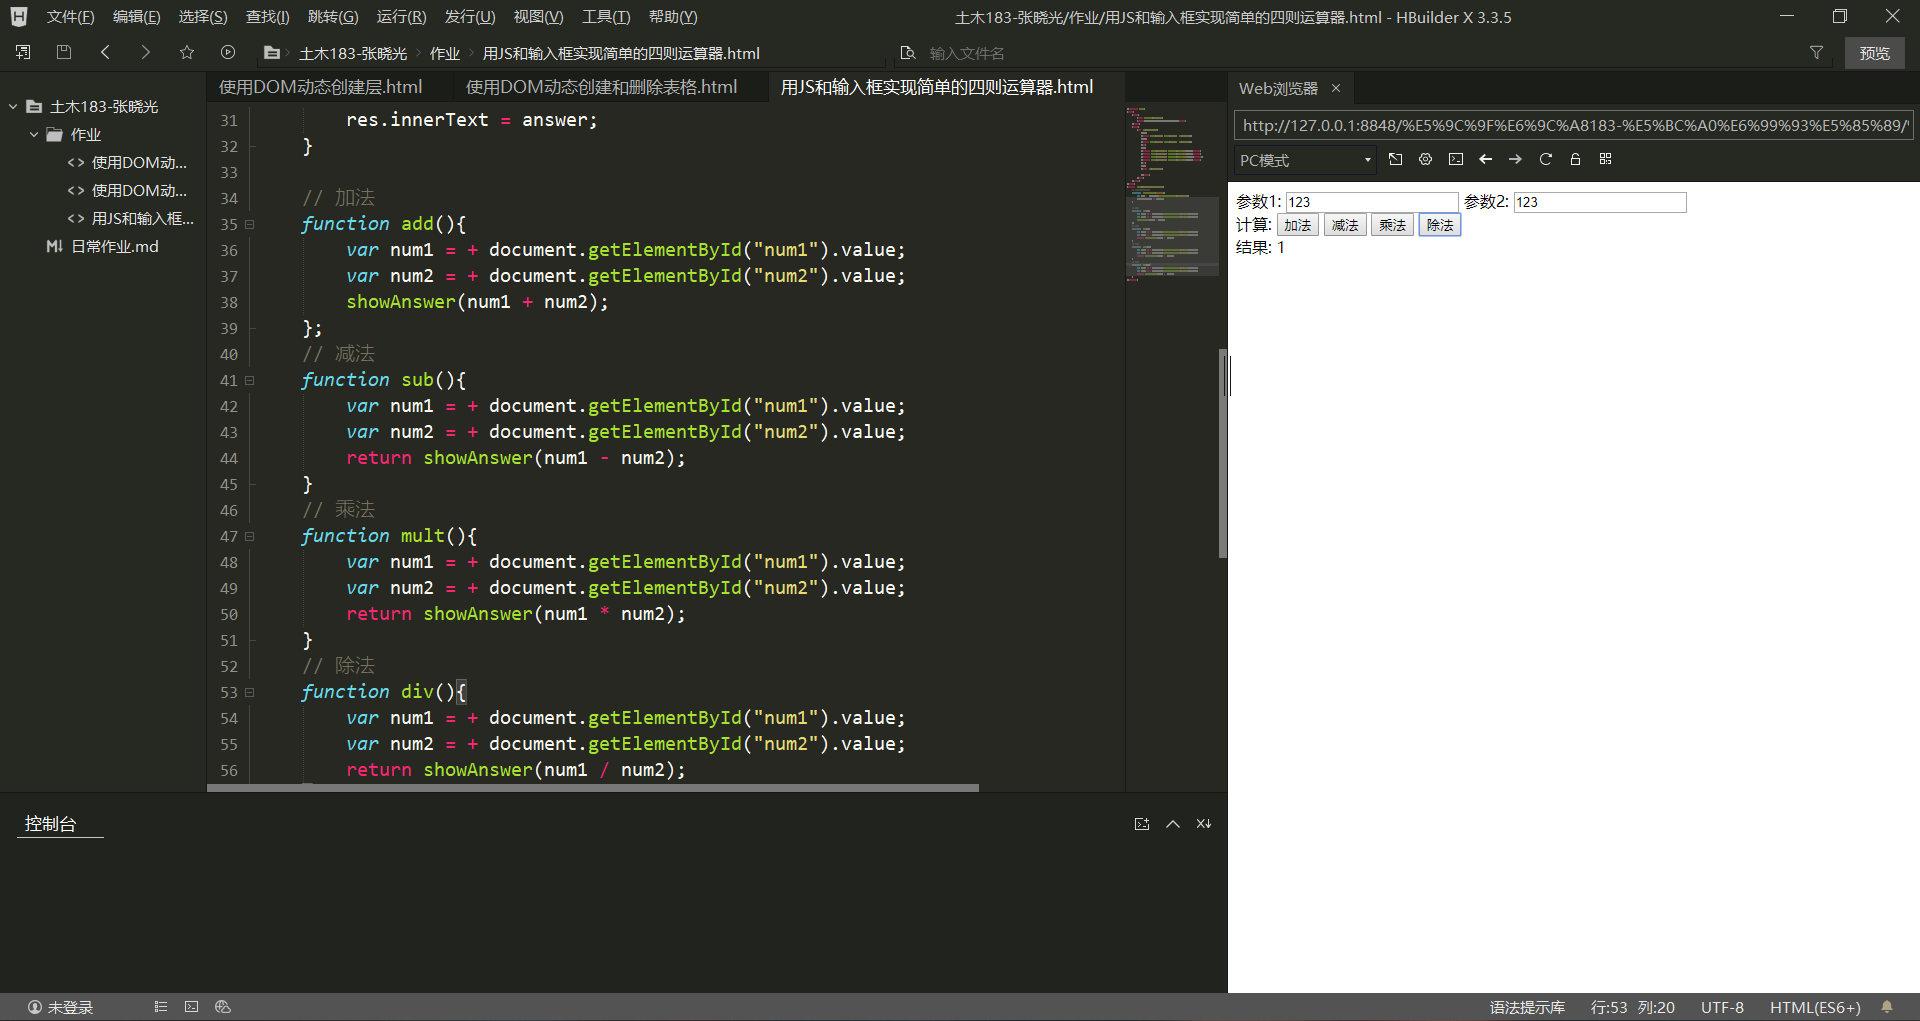 文件(F) 编辑(E) 选择(S) 查找(I) 跳转(G) 运行(R) 发行(U) 视图(V) 工具(T) 帮助(Y) 土木183-张晓光/作业/用JS和输入框实现简单的四则运算器.html - HBuilder X 3.3.5
土木183-张晓光 作业 用JS和输入框实现简单的四则运算器.html 输入文件名 预览
土木183-张晓光
作业
使用DOM动...
使用DOM动...
用JS和输入框...
日常作业.md
使用DOM动态创建层.html 使用DOM动态创建和删除表格.html 用JS和输入框实现简单的四则运算器.html
31 res.innerText = answer;
32 }
33
34 // 加法
35 function add(){
36 var num1 = + document.getElementById("num1").value;
37 var num2 = + document.getElementById("num2").value;
38 showAnswer(num1 + num2);
39 };
40 // 减法
41 function sub(){
42 var num1 = + document.getElementById("num1").value;
43 var num2 = + document.getElementById("num2").value;
44 return showAnswer(num1 - num2);
45 }
46 // 乘法
47 function mult(){
48 var num1 = + document.getElementById("num1").value;
49 var num2 = + document.getElementById("num2").value;
50 return showAnswer(num1 * num2);
51 }
52 // 除法
53 function div(){
54 var num1 = + document.getElementById("num1").value;
55 var num2 = + document.getElementById("num2").value;
56 return showAnswer(num1 / num2);
Web浏览器
http://127.0.0.1:8848/%E5%9C%9F%E6%9C%A8183-%E5%BC%A0%E6%99%93%E5%85%89/
PC模式
参数1: 123 参数2: 123
计算: 加法 减法 乘法 除法
结果: 1
控制台
未登录 语法提示库 行:53 列:20 UTF-8 HTML(ES6+)